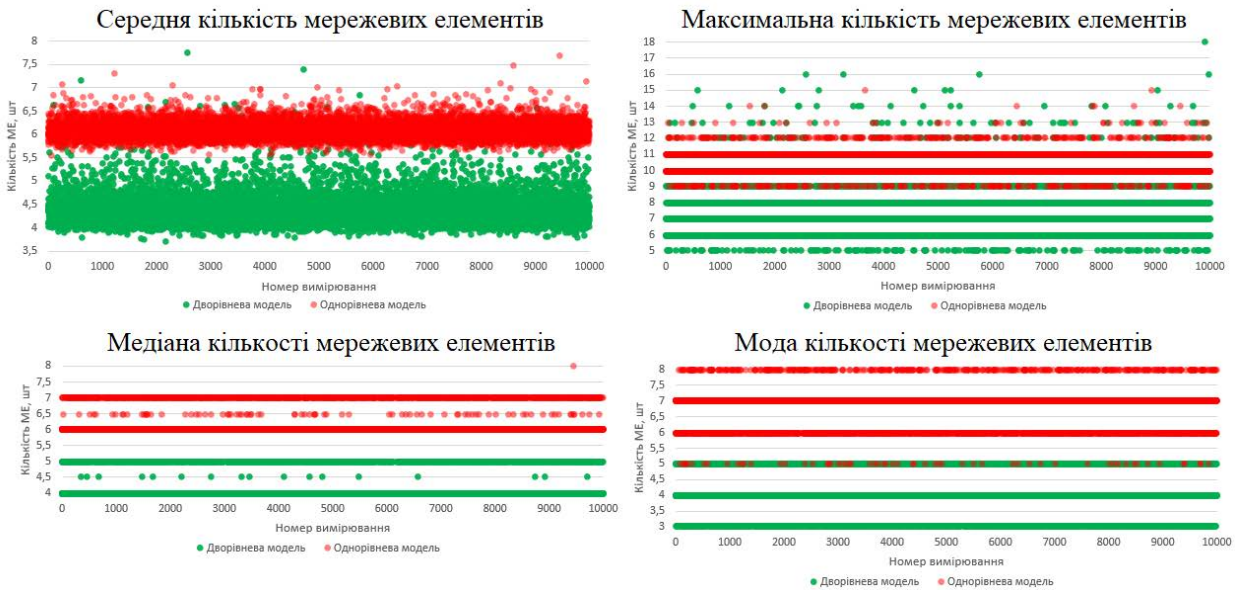 Середня кількість мережевих елементів
8
7,5
7
6,5
6
5,5
5
4,5
4
3,5
Кількість МЕ, шт
0 1000 2000 3000 4000 5000 6000 7000 8000 9000 10000
Номер вимірювання
Дворівнева модель Однорівнева модель
Максимальна кількість мережевих елементів
18
17
16
15
14
13
12
11
10
9
8
7
6
5
Кількість МЕ, шт
0 1000 2000 3000 4000 5000 6000 7000 8000 9000 10000
Номер вимірювання
Дворівнева модель Однорівнева модель
Медіана кількості мережевих елементів
8
7,5
7
6,5
6
5,5
5
4,5
4
Кількість МЕ, шт
0 1000 2000 3000 4000 5000 6000 7000 8000 9000 10000
Номер вимірювання
Дворівнева модель Однорівнева модель
Мода кількості мережевих елементів
8
7,5
7
6,5
6
5,5
5
4,5
4
3,5
3
Кількість МЕ, шт
0 1000 2000 3000 4000 5000 6000 7000 8000 9000 10000
Номер вимірювання
Дворівнева модель Однорівнева модель